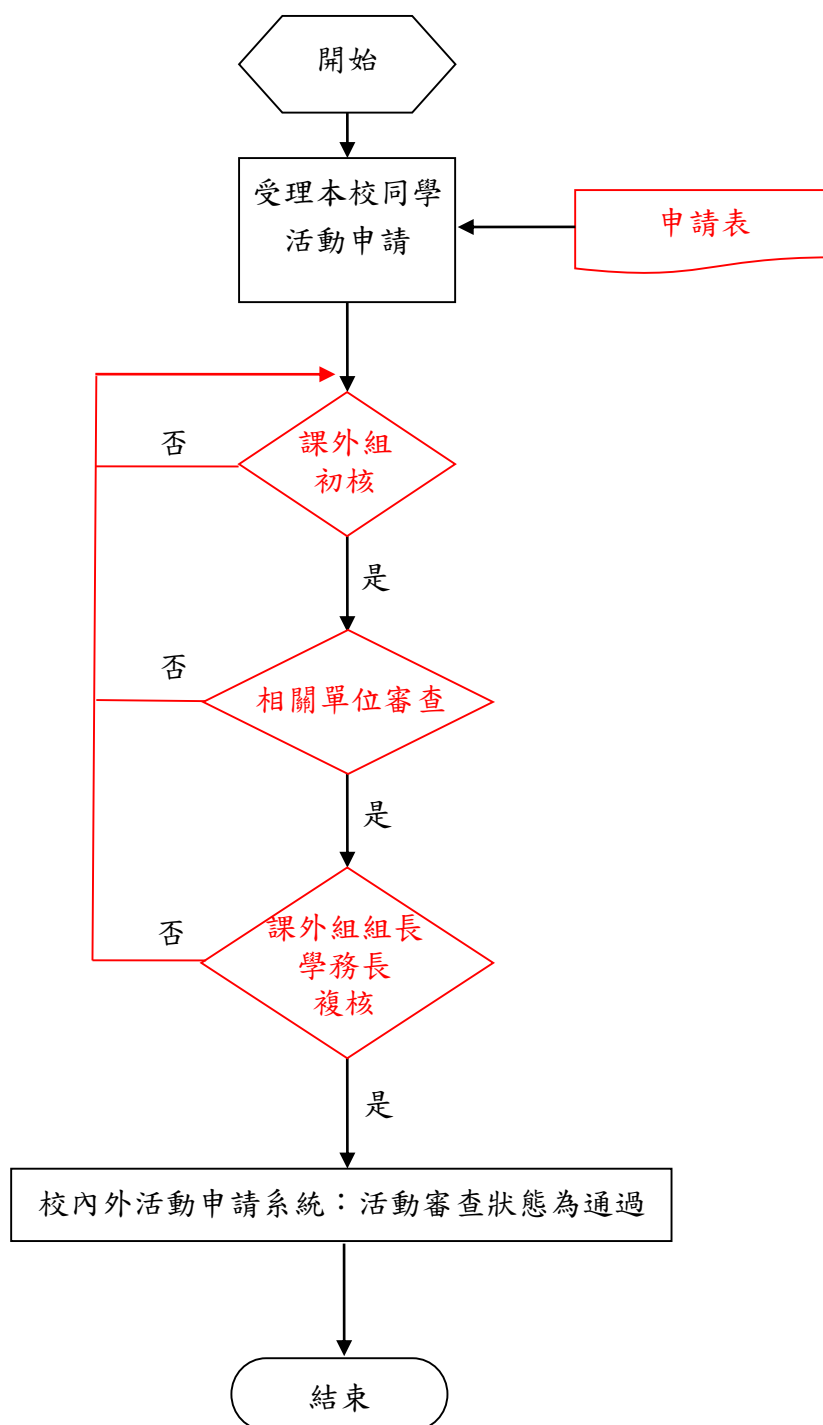 開始
受理本校同學
活動申請
申請表
否
課外組
初核
是
否
相關單位審查
是
否
課外組組長
學務長
複核
是
校內外活動申請系統：活動審查狀態為通過
結束